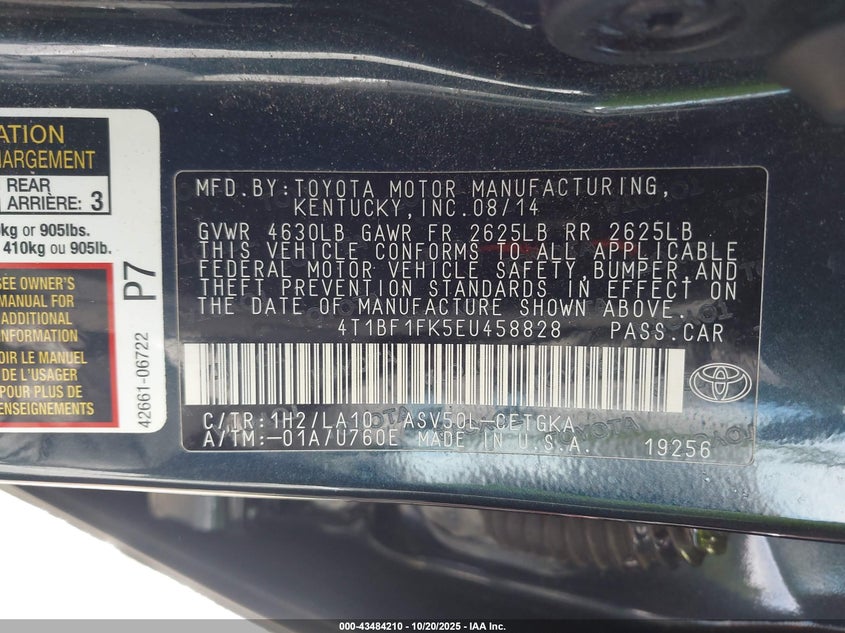 ATION
HARGEMENT
REAR
ARRIÈRE: 3
kg or 905lbs.
410kg ou 905lb.
SEE OWNER'S
MANUAL FOR
ADDITIONAL
INFORMATION
VOIR LE MANUEL
DE L'USAGER
POUR PLUS DE
RENSEIGNEMENTS
P7
42661-06722
MFD.BY:TOYOTA MOTOR MANUFACTURING,
KENTUCKY,INC.08/14
GVWR 4630LB GAWR FR 2625LB RR 2625LB
THIS VEHICLE CONFORMS TO ALL APPLICABLE
FEDERAL MOTOR VEHICLE SAFETY,BUMPER,AND
THEFT PREVENTION STANDARDS IN EFFECT ON
THE DATE OF MANUFACTURE SHOWN ABOVE.
4T1BF1FK5EU458828 PASS.CAR
C/TR:1H2/LA10 ASV50L-CETGKA
A/TM:-01A/U760E MADE IN U.S.A. 19256
000-43484210 - 10/20/2025 - IAA Inc.